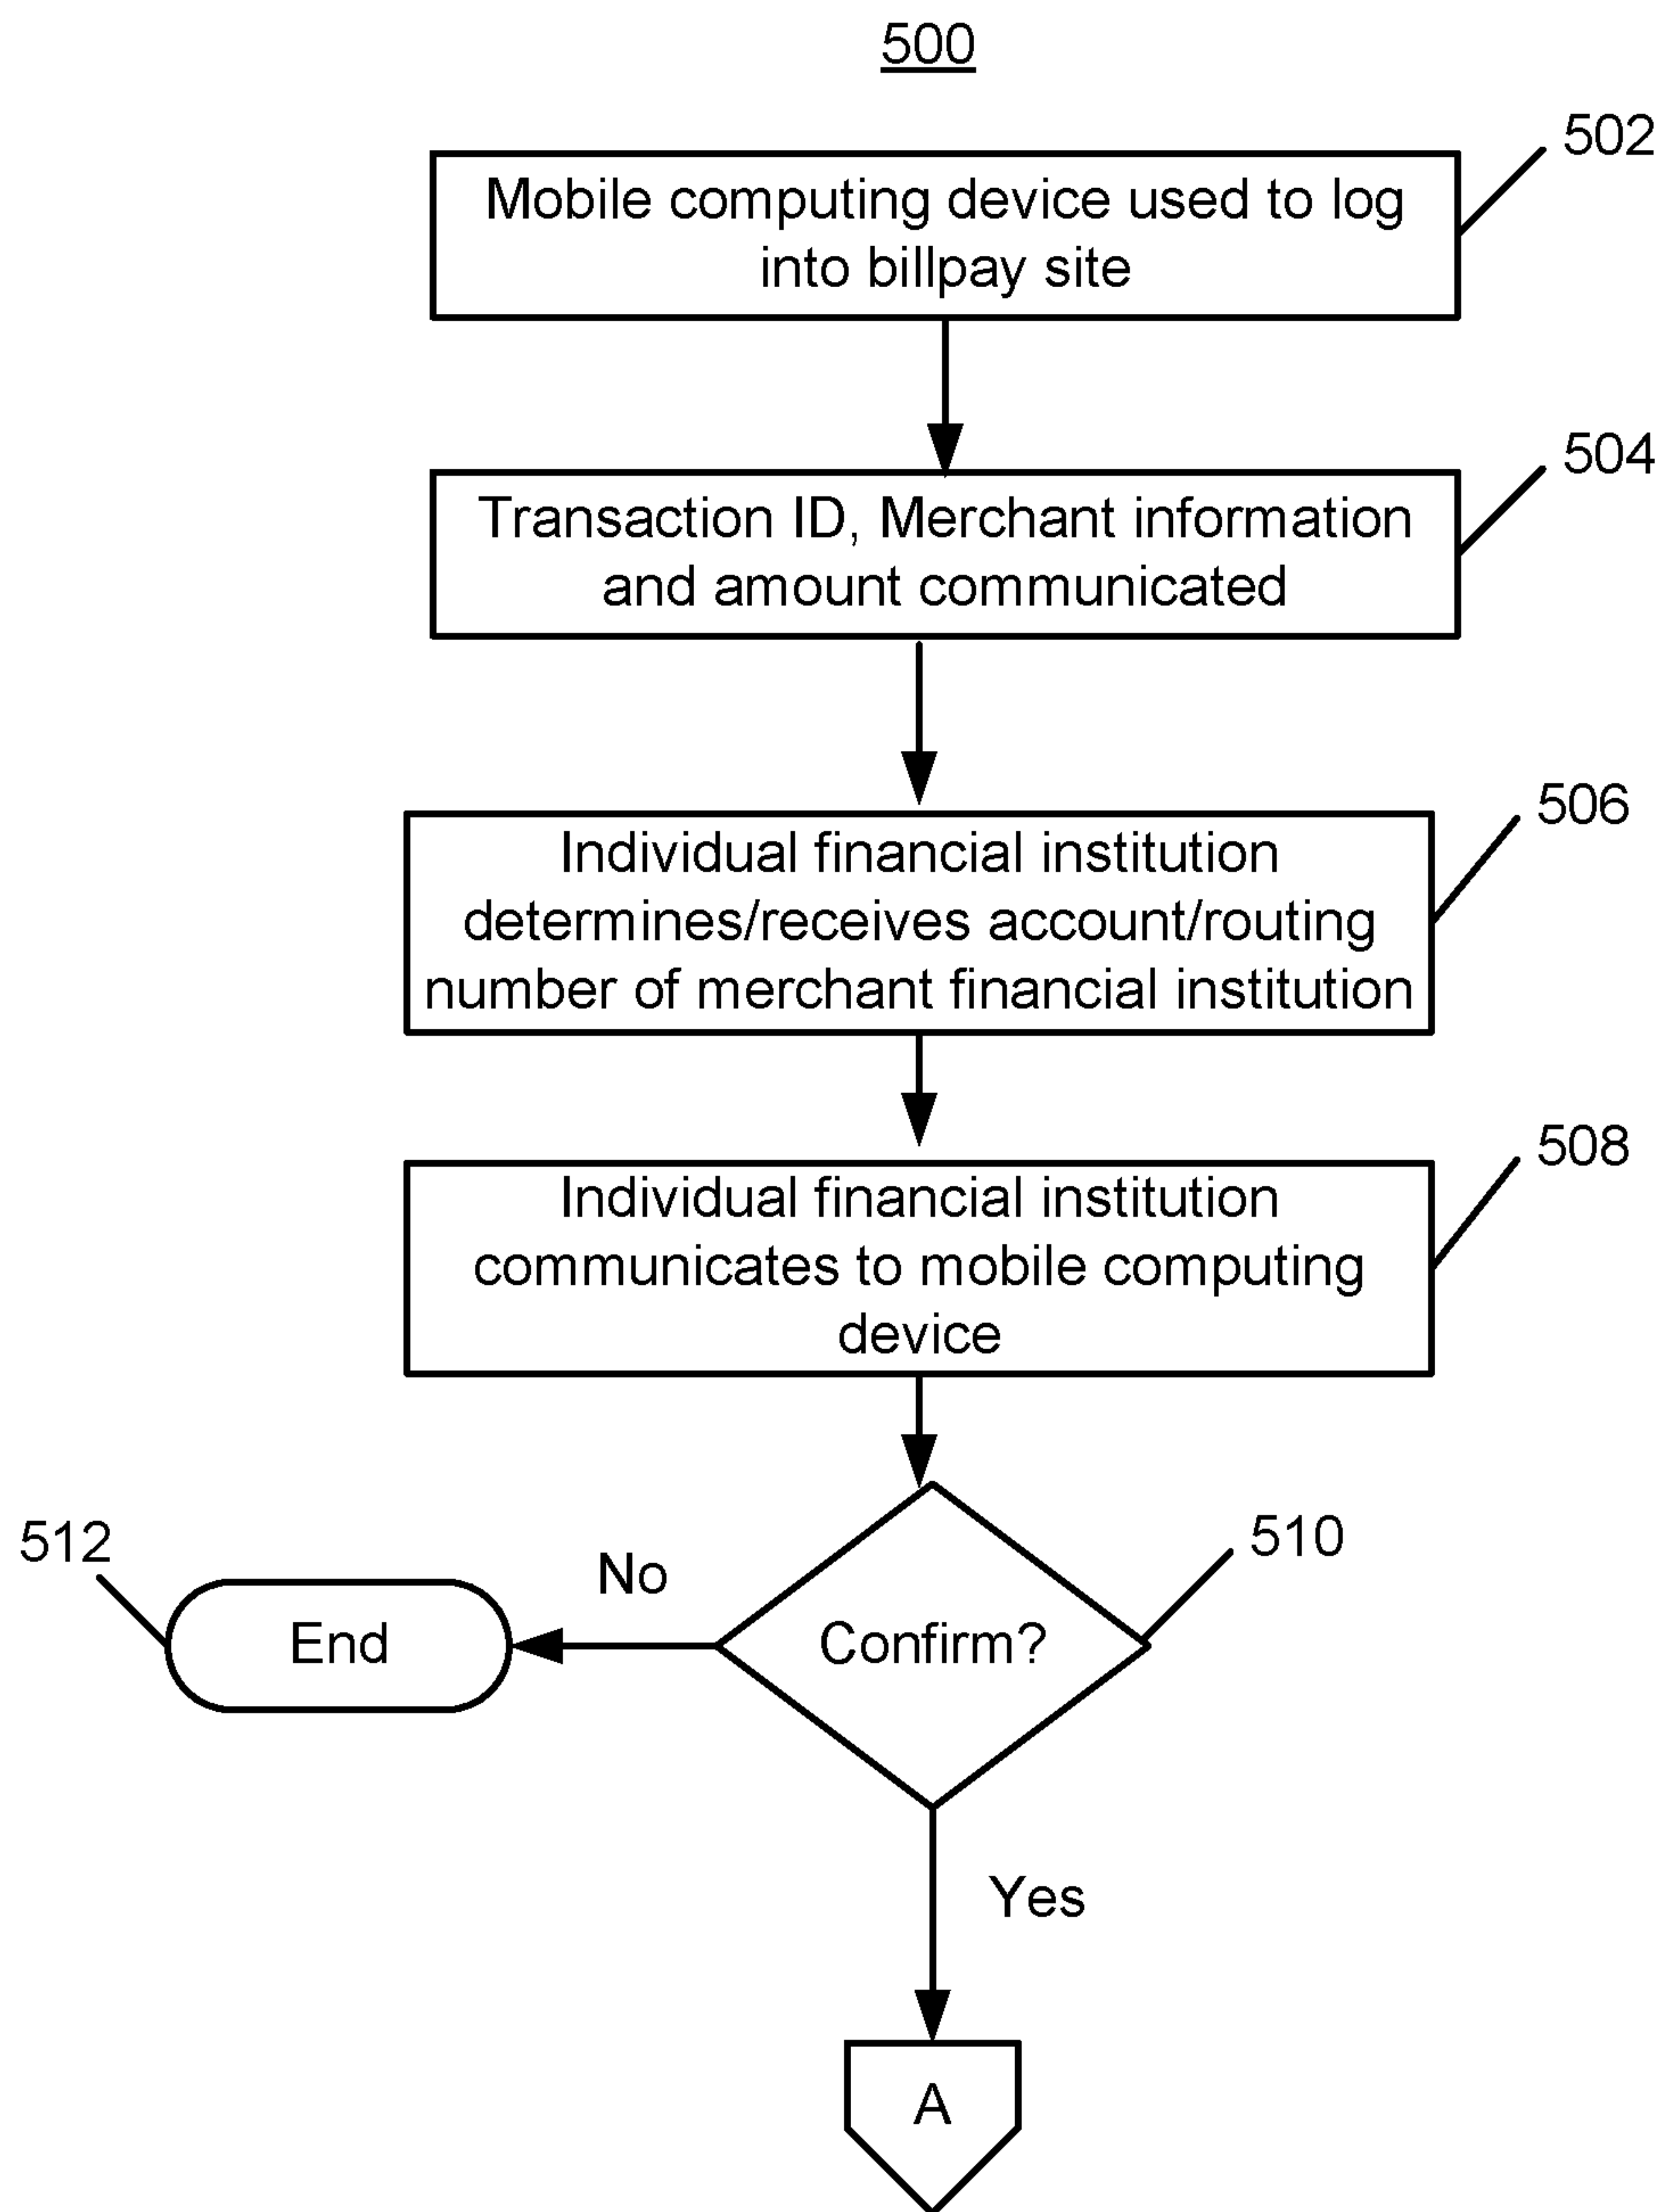 500
502
Mobile computing device used to log
into billpay site
504
Transaction ID, Merchant information
and amount communicated
506
Individual financial institution
determines/receives account/routing
number of merchant financial institution
508
Individual financial institution
communicates to mobile computing
device
510
Confirm?
No
512
End
Yes
A